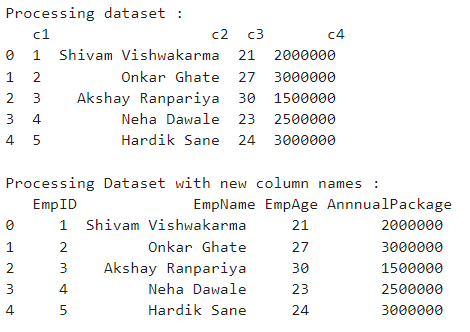 Processing dataset :
c1 c2 c3 c4
0 1 Shivam Vishwakarma 21 2000000
1 2 Onkar Ghate 27 3000000
2 3 Akshay Ranpariya 30 1500000
3 4 Neha Dawale 23 2500000
4 5 Hardik Sane 24 3000000
Processing Dataset with new column names :
EmpID EmpName EmpAge AnnnualPackage
0 1 Shivam Vishwakarma 21 2000000
1 2 Onkar Ghate 27 3000000
2 3 Akshay Ranpariya 30 1500000
3 4 Neha Dawale 23 2500000
4 5 Hardik Sane 24 3000000